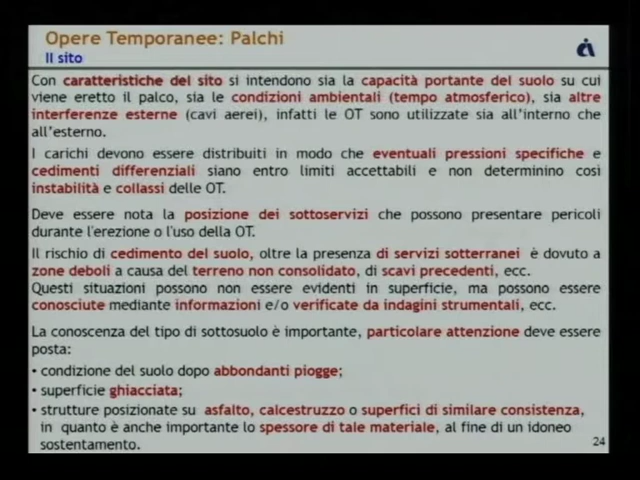 Opere Temporanee: Palchi
Il sito
Con caratteristiche del sito si intendono sia la capacità portante del suolo su cui
viene eretto il palco, sia le condizioni ambientali (tempo atmosferico), sia altre
interferenze esterne (cavi aerei), infatti le OT sono utilizzate sia all'interno che
all'esterno.
I carichi devono essere distribuiti in modo che eventuali pressioni specifiche e
cedimenti differenziali siano entro limiti accettabili e non determinino così
instabilità e collassi delle OT.
Deve essere nota la posizione dei sottoservizi che possono presentare pericoli
durante l'erezione o l'uso della OT.
Il rischio di cedimento del suolo, oltre la presenza di servizi sotterranei è dovuto a
zone deboli a causa del terreno non consolidato, di scavi precedenti, ecc.
Questi situazioni possono non essere evidenti in superficie, ma possono essere
conosciute mediante informazioni e/o verificate da indagini strumentali, ecc.
La conoscenza del tipo di sottosuolo è importante, particolare attenzione deve essere
posta:
• condizione del suolo dopo abbondanti piogge;
• superficie ghiacciata;
• strutture posizionate su asfalto, calcestruzzo o superfici di similare consistenza,
in quanto è anche importante lo spessore di tale materiale, al fine di un idoneo
sostentamento.
24